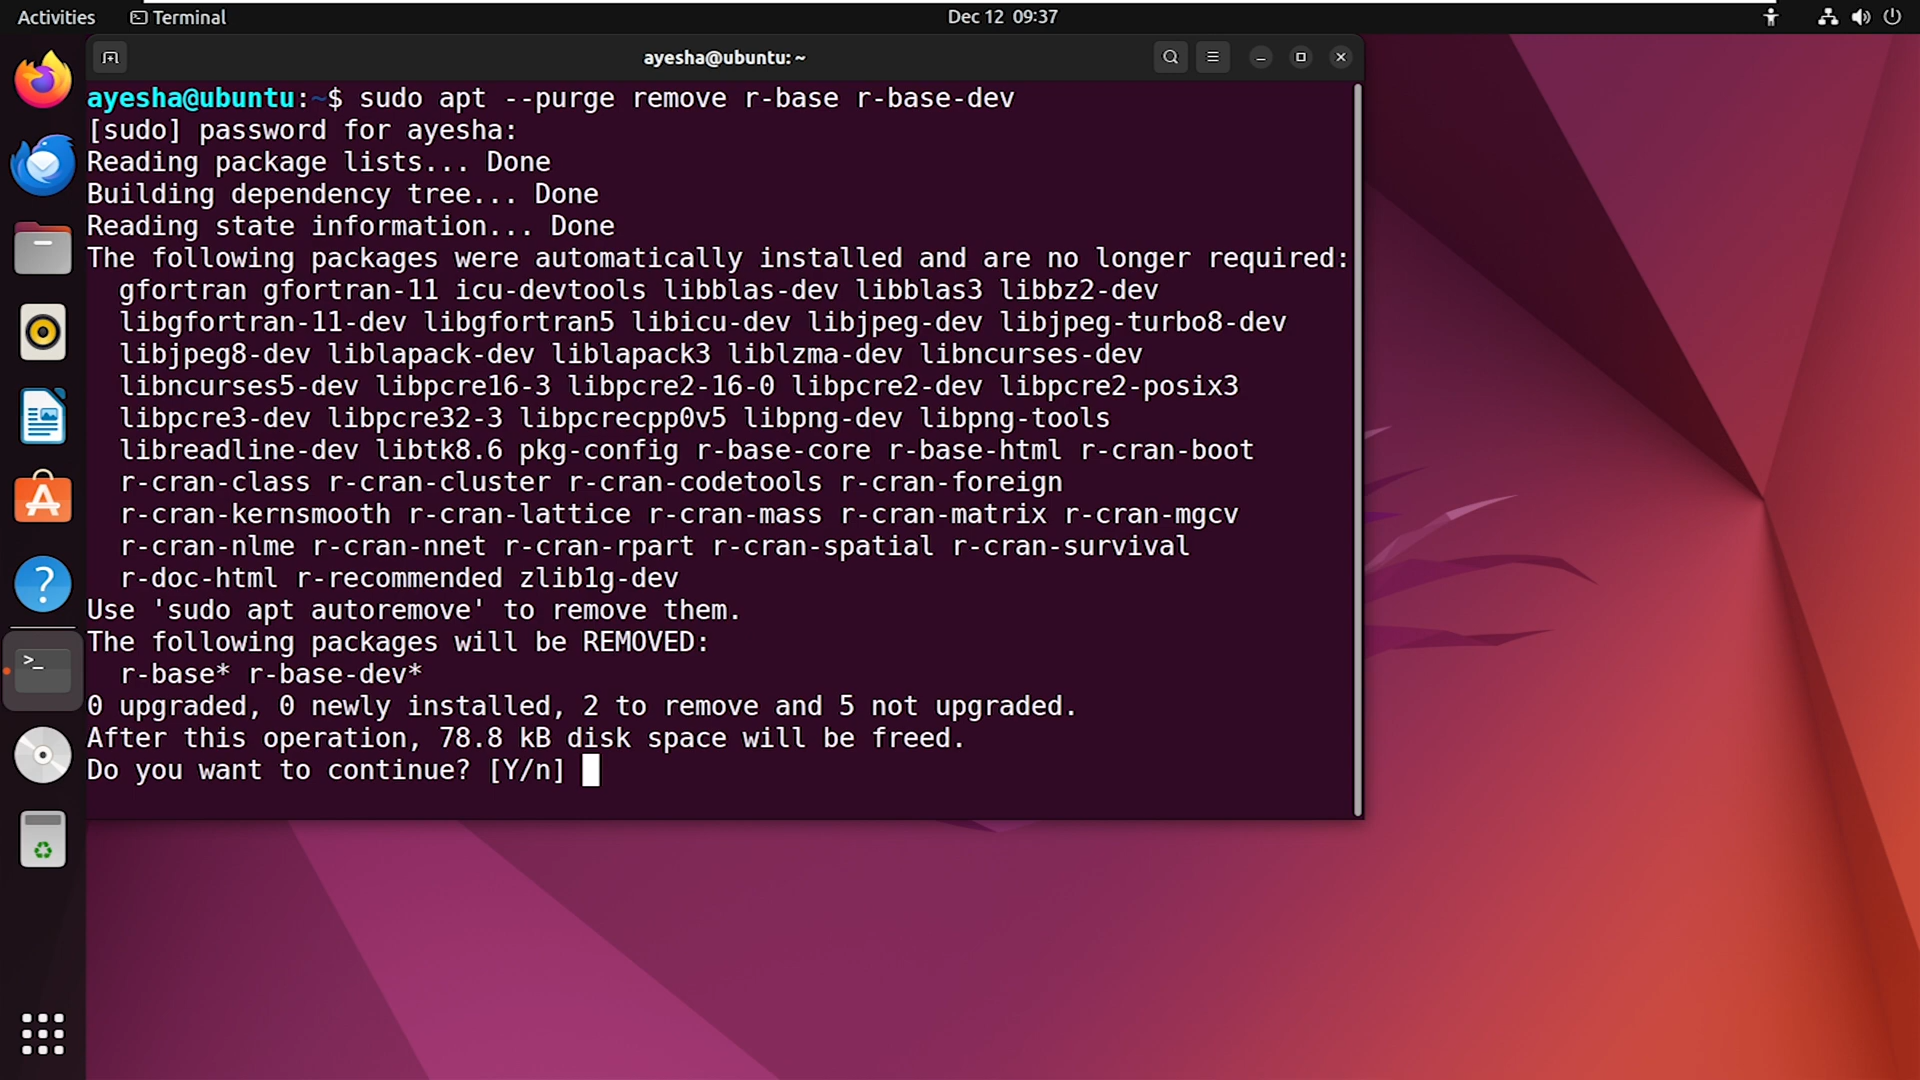 Activities
Terminal
Dec 12 09:37
ayesha@ubuntu: ~
ayesha@ubuntu:~$ sudo apt --purge remove r-base r-base-dev
[sudo] password for ayesha:
Reading package lists... Done
Building dependency tree... Done
Reading state information... Done
The following packages were automatically installed and are no longer required:
gfortran gfortran-11 icu-devtools libblas-dev libblas3 libbz2-dev
libgfortran-11-dev libgfortran5 libicu-dev libjpeg-dev libjpeg-turbo8-dev
libjpeg8-dev liblapack-dev liblapack3 liblzma-dev libncurses-dev
libncurses5-dev libpcre16-3 libpcre2-16-0 libpcre2-dev libpcre2-posix3
libpcre3-dev libpcre32-3 libpcrecpp0v5 libpng-dev libpng-tools
libreadline-dev libtk8.6 pkg-config r-base-core r-base-html r-cran-boot
r-cran-class r-cran-cluster r-cran-codetools r-cran-foreign
r-cran-kernsmooth r-cran-lattice r-cran-mass r-cran-matrix r-cran-mgcv
r-cran-nlme r-cran-nnet r-cran-rpart r-cran-spatial r-cran-survival
r-doc-html r-recommended zlib1g-dev
Use 'sudo apt autoremove' to remove them.
The following packages will be REMOVED:
r-base* r-base-dev*
0 upgraded, 0 newly installed, 2 to remove and 5 not upgraded.
After this operation, 78.8 kB disk space will be freed.
Do you want to continue? [Y/n]